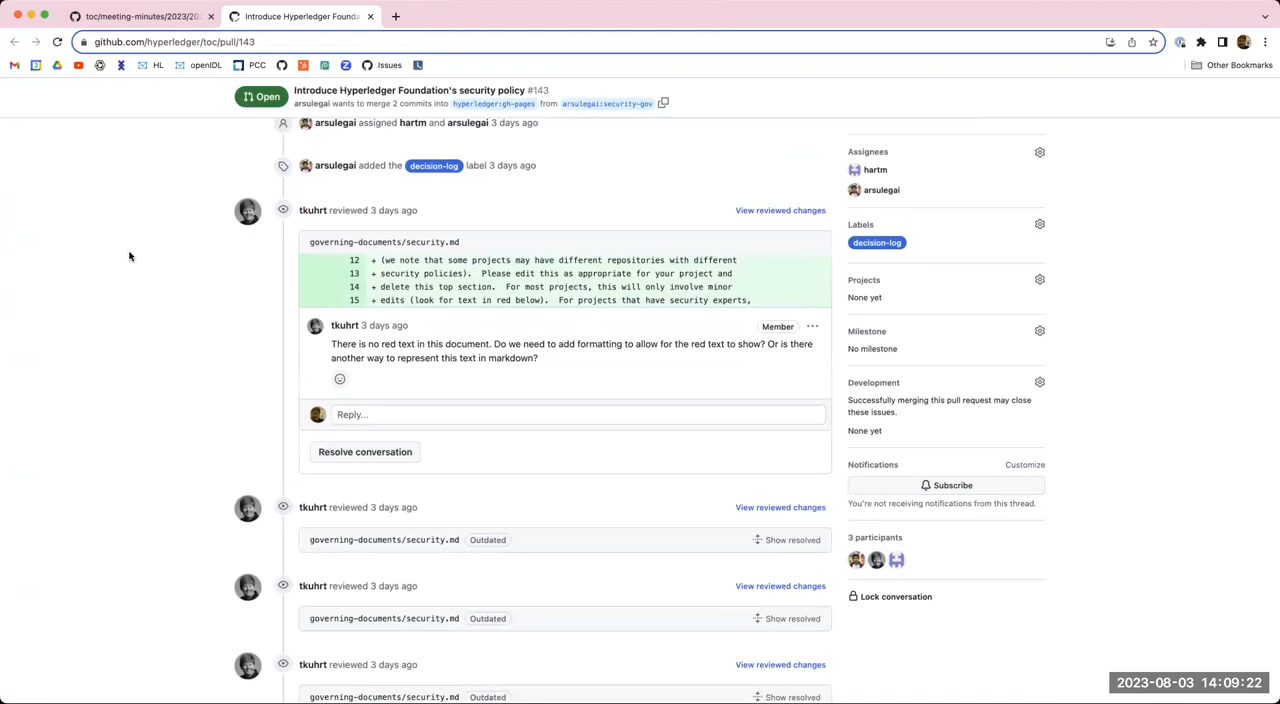 toc/meeting-minutes/2023/20
Introduce Hyperledger Founda
github.com/hyperledger/toc/pull/143
HL
openIDL
PCC
Issues
Other Bookmarks
Open
Introduce Hyperledger Foundation's security policy #143
arsulegai wants to merge 2 commits into hyperledger:gh-pages from arsulegai:security-gov
arsulegai assigned hartm and arsulegai 3 days ago
arsulegai added the decision-log label 3 days ago
tkuhrt reviewed 3 days ago
View reviewed changes
governing-documents/security.md
12 + (we note that some projects may have different repositories with different
13 + security policies). Please edit this as appropriate for your project and
14 + delete this top section. For most projects, this will only involve minor
15 + edits (look for text in red below). For projects that have security experts,
tkuhrt 3 days ago
Member
There is no red text in this document. Do we need to add formatting to allow for the red text to show? Or is there
another way to represent this text in markdown?
Reply...
Resolve conversation
tkuhrt reviewed 3 days ago
View reviewed changes
governing-documents/security.md Outdated
Show resolved
tkuhrt reviewed 3 days ago
View reviewed changes
governing-documents/security.md Outdated
Show resolved
tkuhrt reviewed 3 days ago
View reviewed changes
governing-documents/security.md Outdated
Show resolved
Assignees
hartm
arsulegai
Labels
decision-log
Projects
None yet
Milestone
No milestone
Development
Successfully merging this pull request may close
these issues.
None yet
Notifications
Customize
Subscribe
You're not receiving notifications from this thread.
3 participants
Lock conversation
2023-08-03 14:09:22